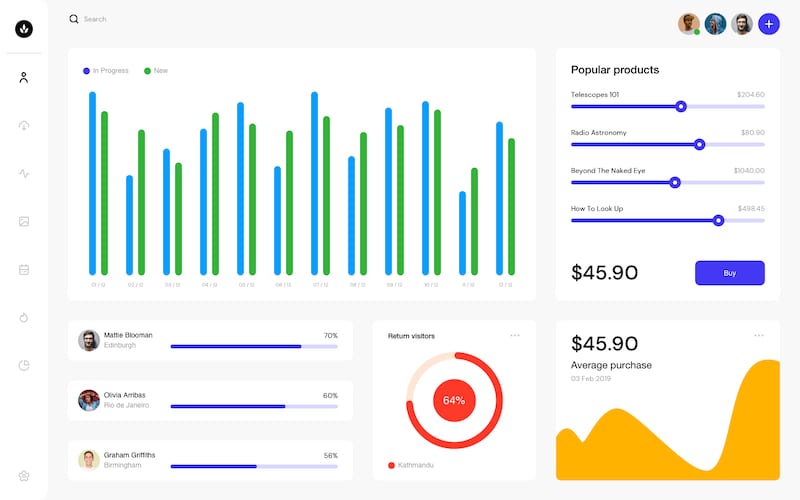 Search
In Progress
New
01 / 12
02 / 12
03 / 12
04 / 12
05 / 12
06 / 12
07 / 12
08 / 12
09 / 12
10 / 12
11 / 12
12 / 12
Popular products
Telescopes 101 $204.60
Radio Astronomy $80.90
Beyond The Naked Eye $1040.00
How To Look Up $498.45
$45.90
Buy
Mattie Blooman 70%
Edinburgh
Olivia Arribas 60%
Rio de Janeiro
Graham Griffiths 56%
Birmingham
Return visitors
64%
Kathmandu
$45.90
Average purchase
03 Feb 2019